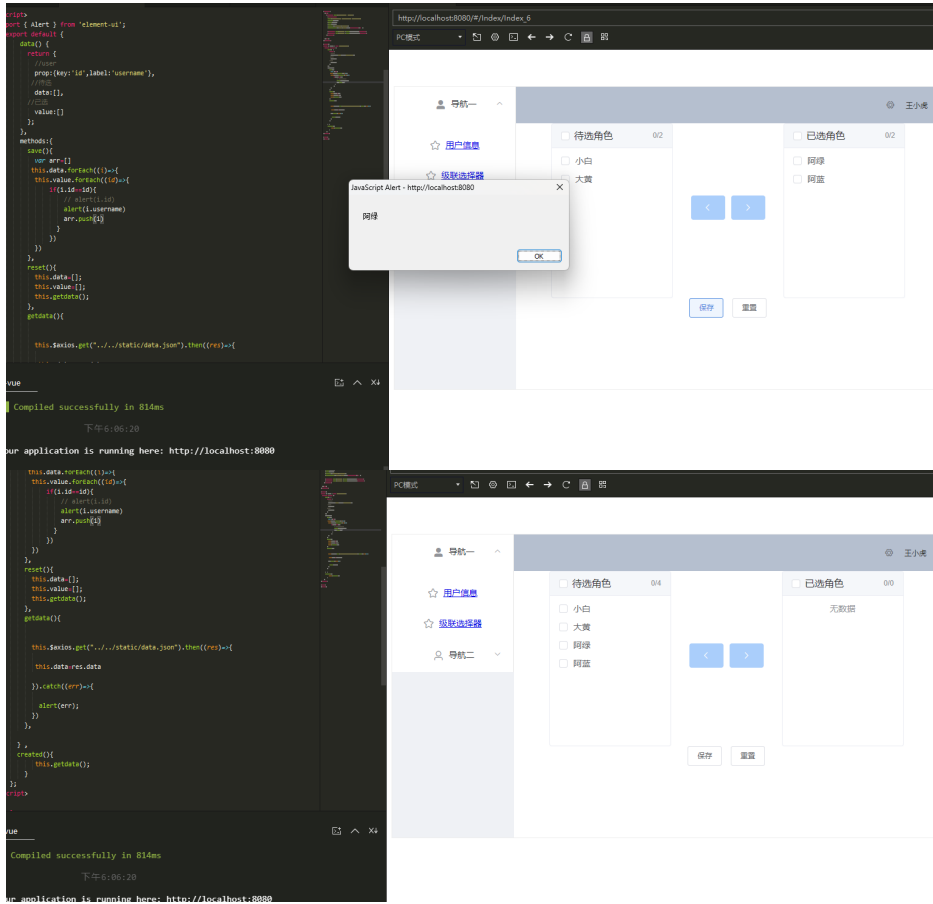 cript>
port { Alert } from 'element-ui';
export default {
data() {
return {
//user
prop:{key:'id',label:'username'},
//待选
data:[],
//已选
value:[]
};
},
methods:{
save(){
var arr=[]
this.data.forEach((i)=>{
this.value.forEach((id)=>{
if(i.id==id){
// alert(i.id)
alert(i.username)
arr.push(i)
}
})
})
},
reset(){
this.data=[];
this.value=[];
this.getdata();
},
getdata(){
this.$axios.get("../../static/data.json").then((res)=>{
vue
Compiled successfully in 814ms
下午6:06:20
our application is running here: http://localhost:8080
http://localhost:8080/#/Index/Index_6
PC模式
导航一
王小虎
用户信息
级联选择器
待选角色 0/2
小白
大黄
已选角色 0/2
阿绿
阿蓝
JavaScript Alert - http://localhost:8080
阿绿
OK
保存
重置
this.data.forEach((i)=>{
this.value.forEach((id)=>{
if(i.id==id){
// alert(i.id)
alert(i.username)
arr.push(i)
}
})
})
},
reset(){
this.data=[];
this.value=[];
this.getdata();
},
getdata(){
this.$axios.get("../../static/data.json").then((res)=>{
this.data=res.data
}).catch((err)=>{
alert(err);
})
},
} ,
created(){
this.getdata();
}
};
cript>
vue
Compiled successfully in 814ms
下午6:06:20
our application is running here: http://localhost:8080
PC模式
导航一
王小虎
用户信息
级联选择器
导航二
待选角色 0/4
小白
大黄
阿绿
阿蓝
已选角色 0/0
无数据
保存
重置